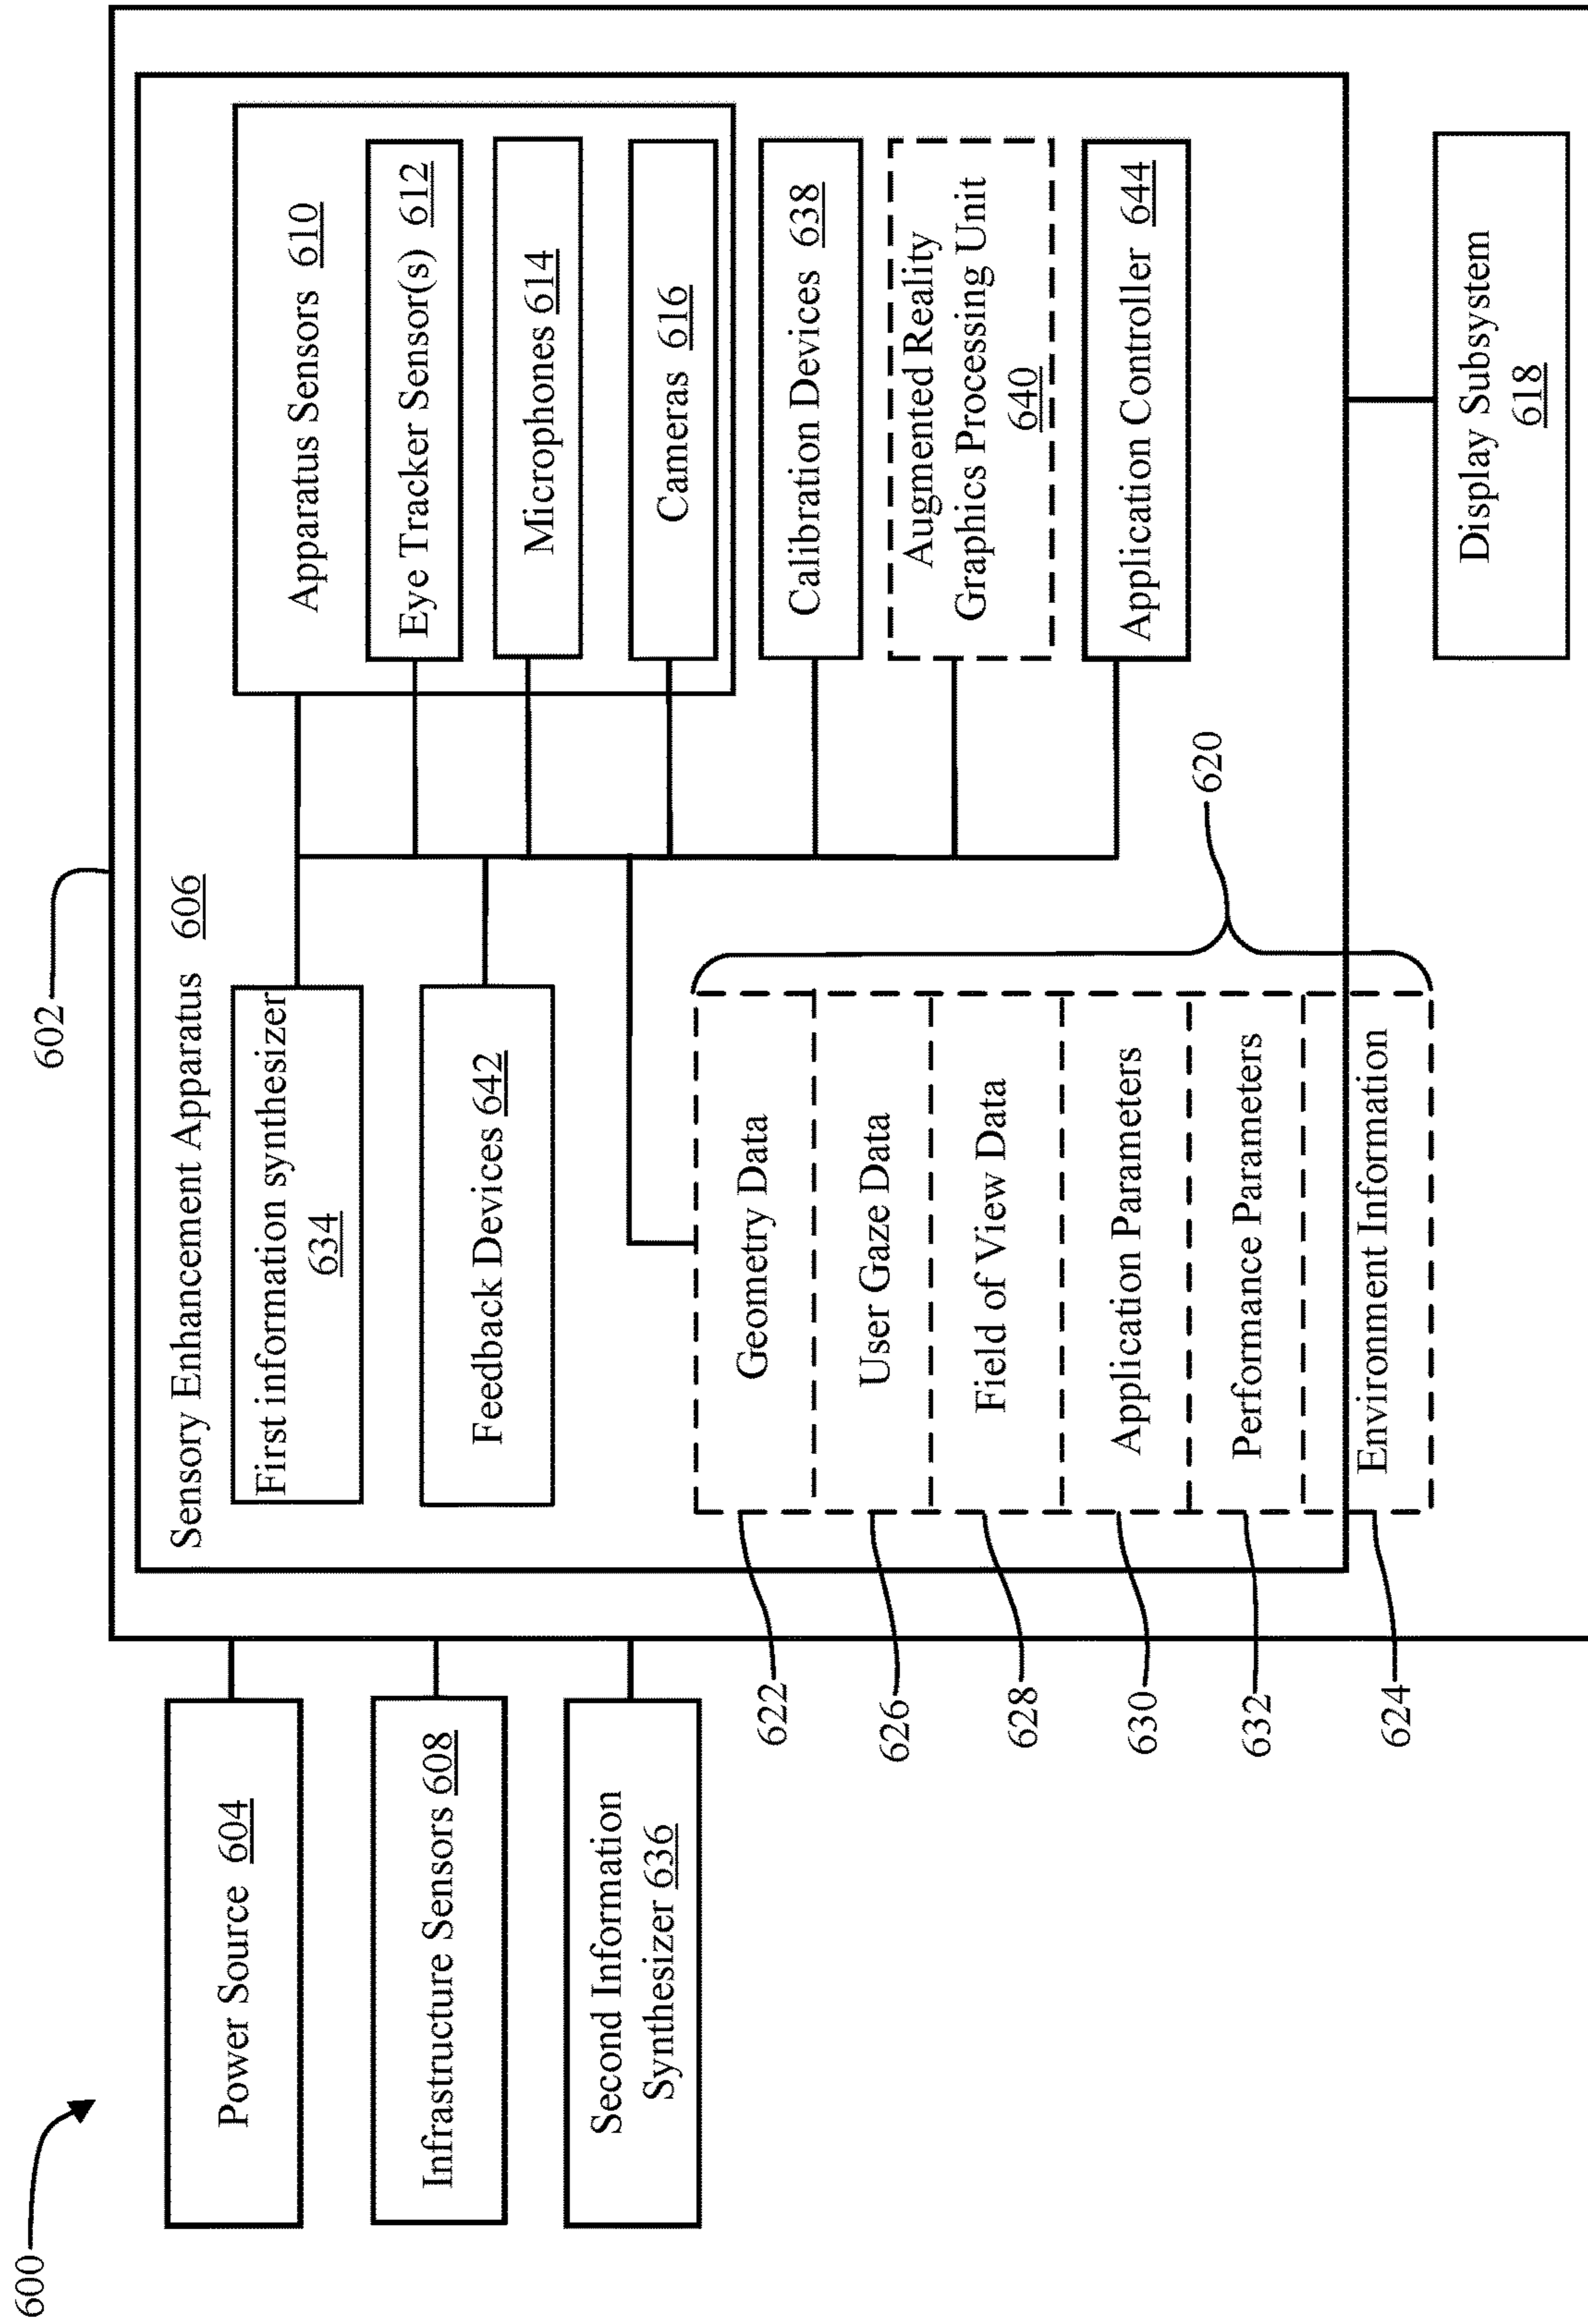 600
602
Power Source 604
Infrastructure Sensors 608
Second Information
Synthesizer 636
Sensory Enhancement Apparatus 606
First information synthesizer
634
Feedback Devices 642
Apparatus Sensors 610
Eye Tracker Sensor(s) 612
Microphones 614
Cameras 616
Calibration Devices 638
Augmented Reality
Graphics Processing Unit
640
Application Controller 644
620
622
Geometry Data
626
User Gaze Data
628
Field of View Data
630
Application Parameters
632
Performance Parameters
624
Environment Information
Display Subsystem
618